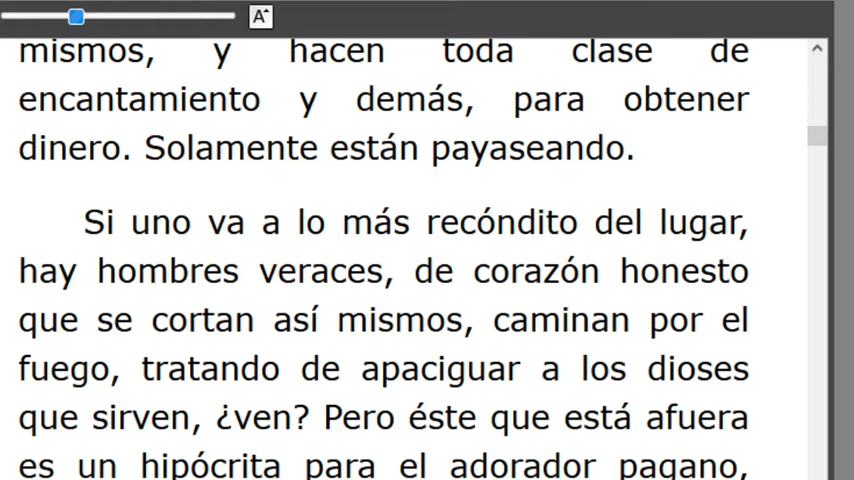 A
mismos, y hacen toda clase de
encantamiento y demás, para obtener
dinero. Solamente están payaseando.
Si uno va a lo más recóndito del lugar,
hay hombres veraces, de corazón honesto
que se cortan así mismos, caminan por el
fuego, tratando de apaciguar a los dioses
que sirven, ¿ven? Pero éste que está afuera
es un hipócrita para el adorador pagano,